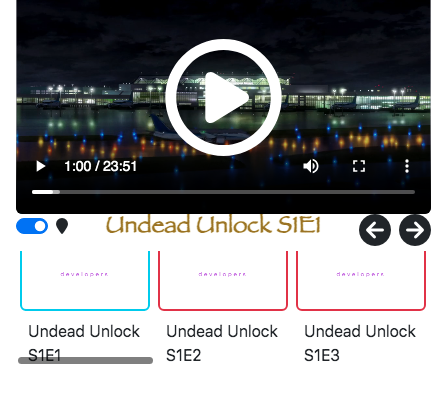 1:00 / 23:51
Undead Unlock S1E1
developers
developers
developers
Undead Unlock
S1E1
Undead Unlock
S1E2
Undead Unlock
S1E3